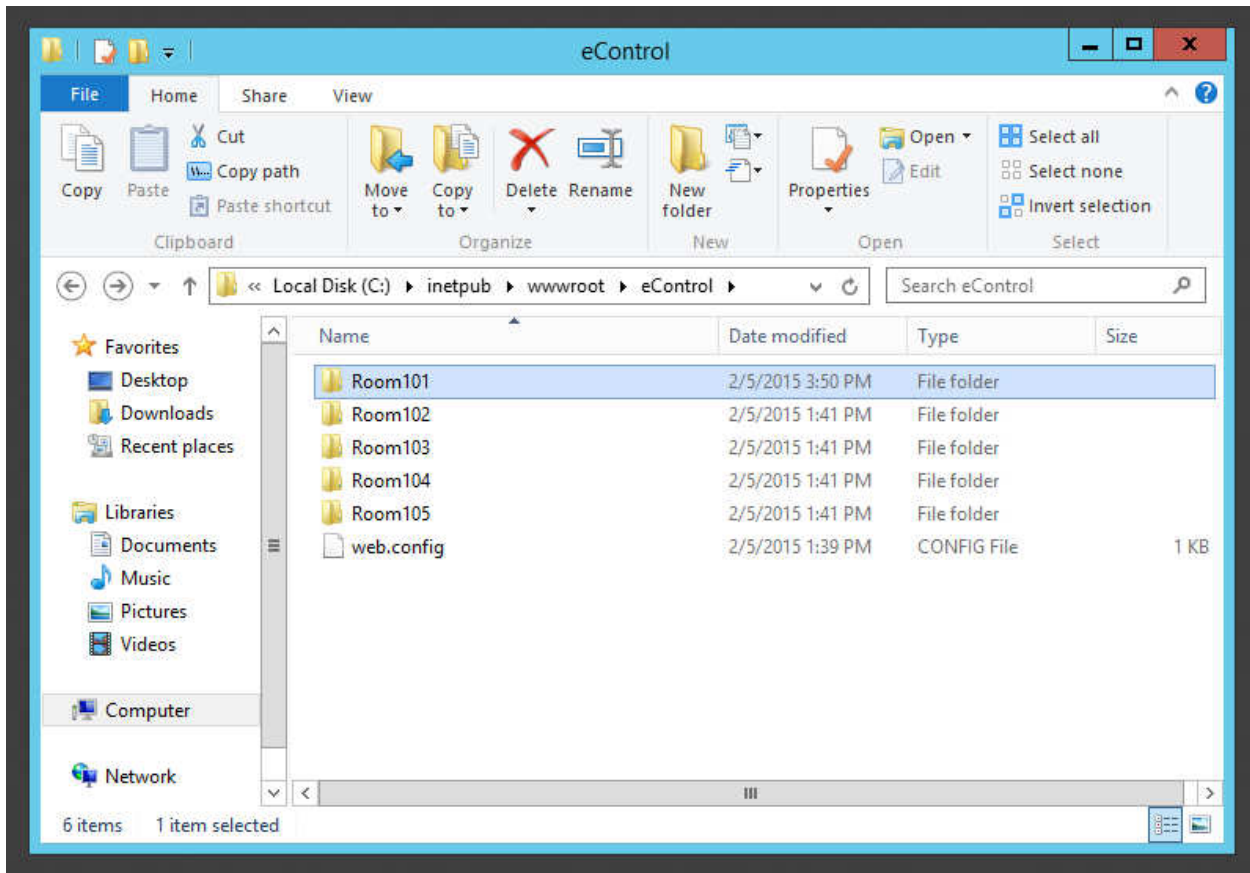 eControl
File Home Share View
Copy
Paste
Cut
Copy path
Paste shortcut
Clipboard
Move to
Copy to
Delete
Rename
Organize
New folder
New
Properties
Open
Edit
Open
Select all
Select none
Invert selection
Select
« Local Disk (C:) inetpub wwwroot eControl
Search eControl
Favorites
Desktop
Downloads
Recent places
Libraries
Documents
Music
Pictures
Videos
Computer
Network
Name Date modified Type Size
Room101 2/5/2015 3:50 PM File folder
Room102 2/5/2015 1:41 PM File folder
Room103 2/5/2015 1:41 PM File folder
Room104 2/5/2015 1:41 PM File folder
Room105 2/5/2015 1:41 PM File folder
web.config 2/5/2015 1:39 PM CONFIG File 1 KB
6 items 1 item selected